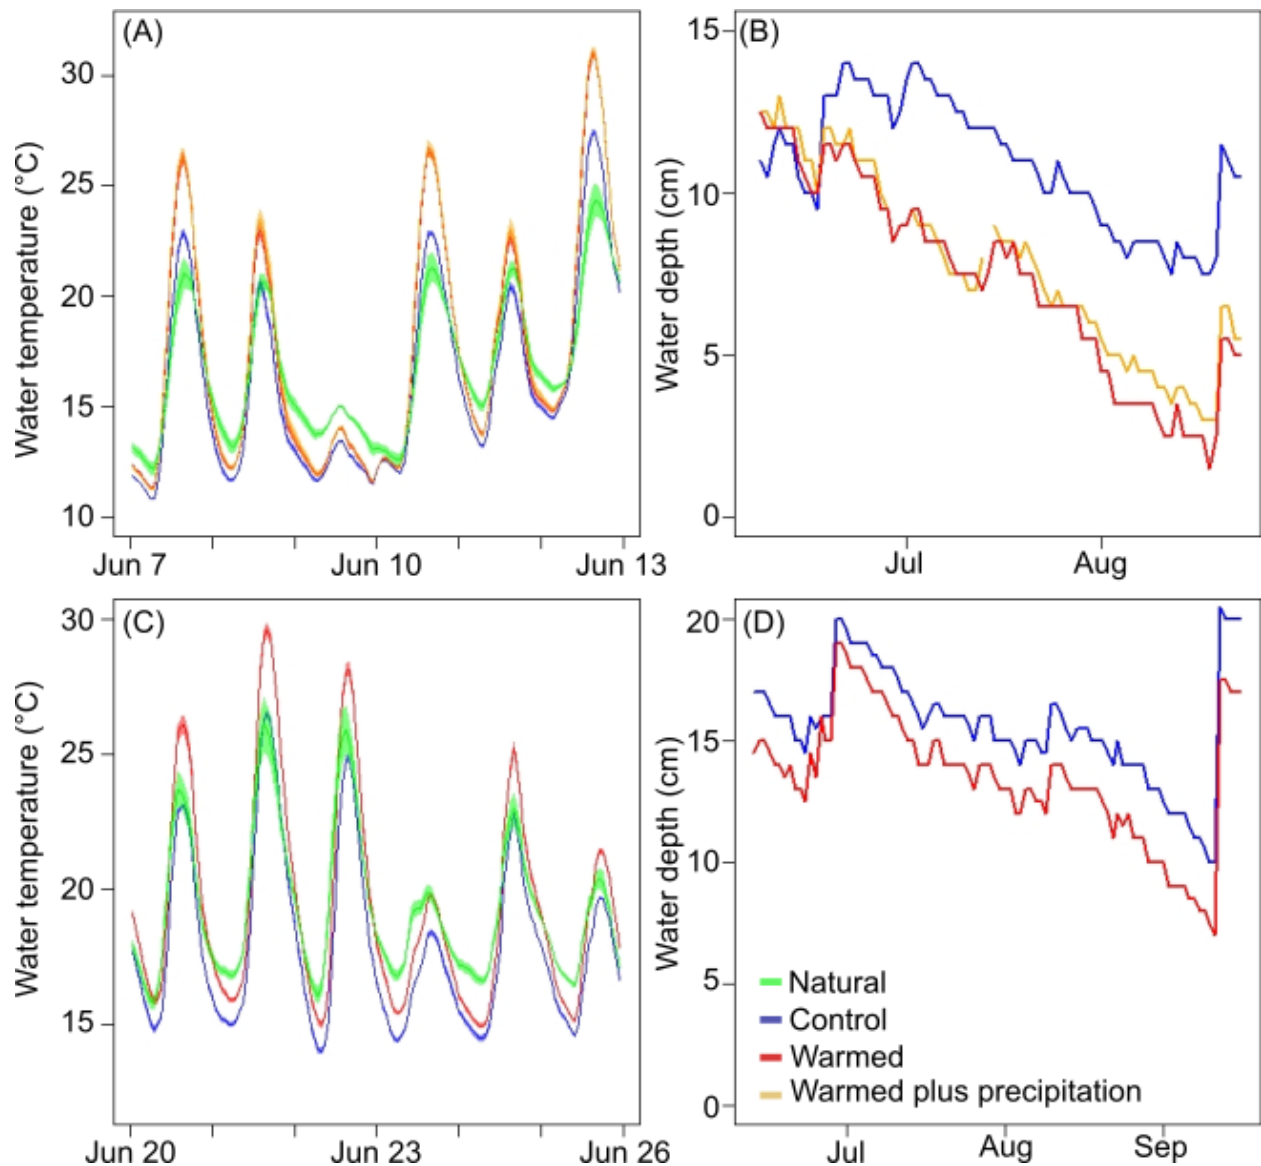 (A)
Water temperature (°C)
30
25
20
15
10
Jun 7
Jun 10
Jun 13
(B)
Water depth (cm)
15
10
5
0
Jul
Aug
(C)
Water temperature (°C)
30
25
20
15
Jun 20
Jun 23
Jun 26
(D)
Water depth (cm)
20
15
10
5
0
Jul
Aug
Sep
Natural
Control
Warmed
Warmed plus precipitation